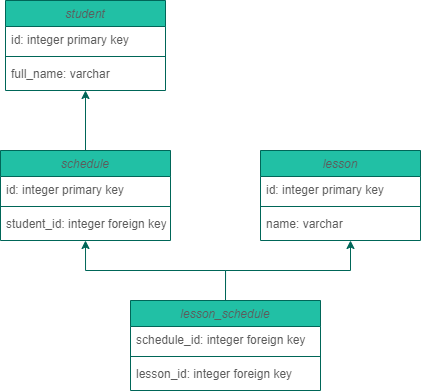 student
id: integer primary key
full_name: varchar
schedule
id: integer primary key
student_id: integer foreign key
lesson
id: integer primary key
name: varchar
lesson_schedule
schedule_id: integer foreign key
lesson_id: integer foreign key